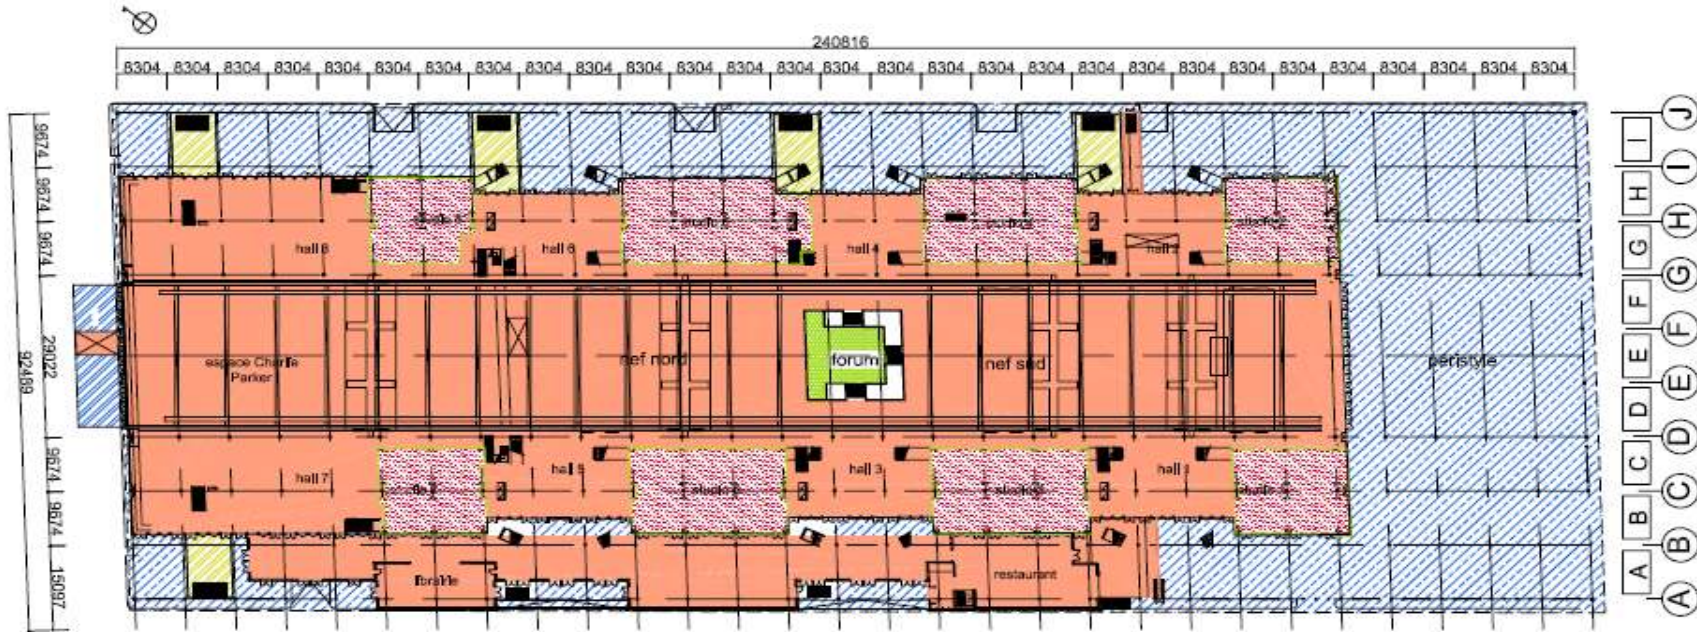 240816
8304 8304 8304 8304 8304 8304 8304 8304 8304 8304 8304 8304 8304 8304 8304 8304 8304 8304 8304 8304 8304 8304 8304 8304 8304 8304 8304 8304 8304
9674
9674
9674
29022
92489
9674
9674
15097
J
I
I
H
H
G
G
F
F
E
E
D
D
C
C
B
B
A
A
hall 8
hall 6
hall 4
espace Charlie
Parker
nef nord
forum
nef sud
peristyle
hall 7
hall 5
hall 3
hall 1
librairie
restaurant